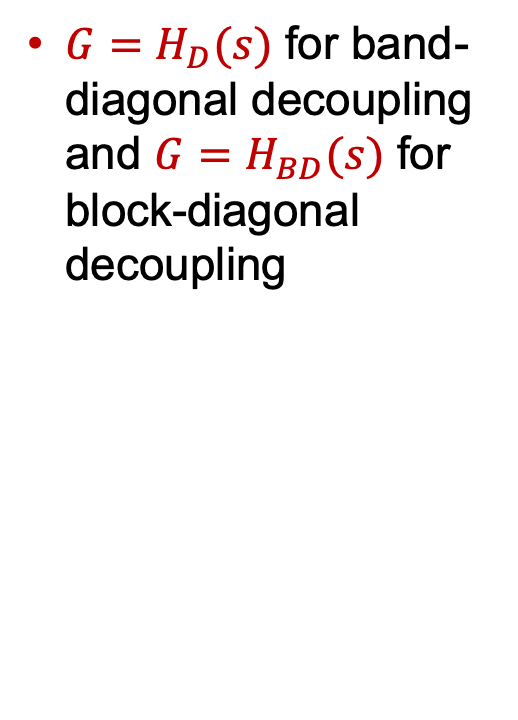 • G = H_D(s) for band-
diagonal decoupling
and G = H_BD(s) for
block-diagonal
decoupling